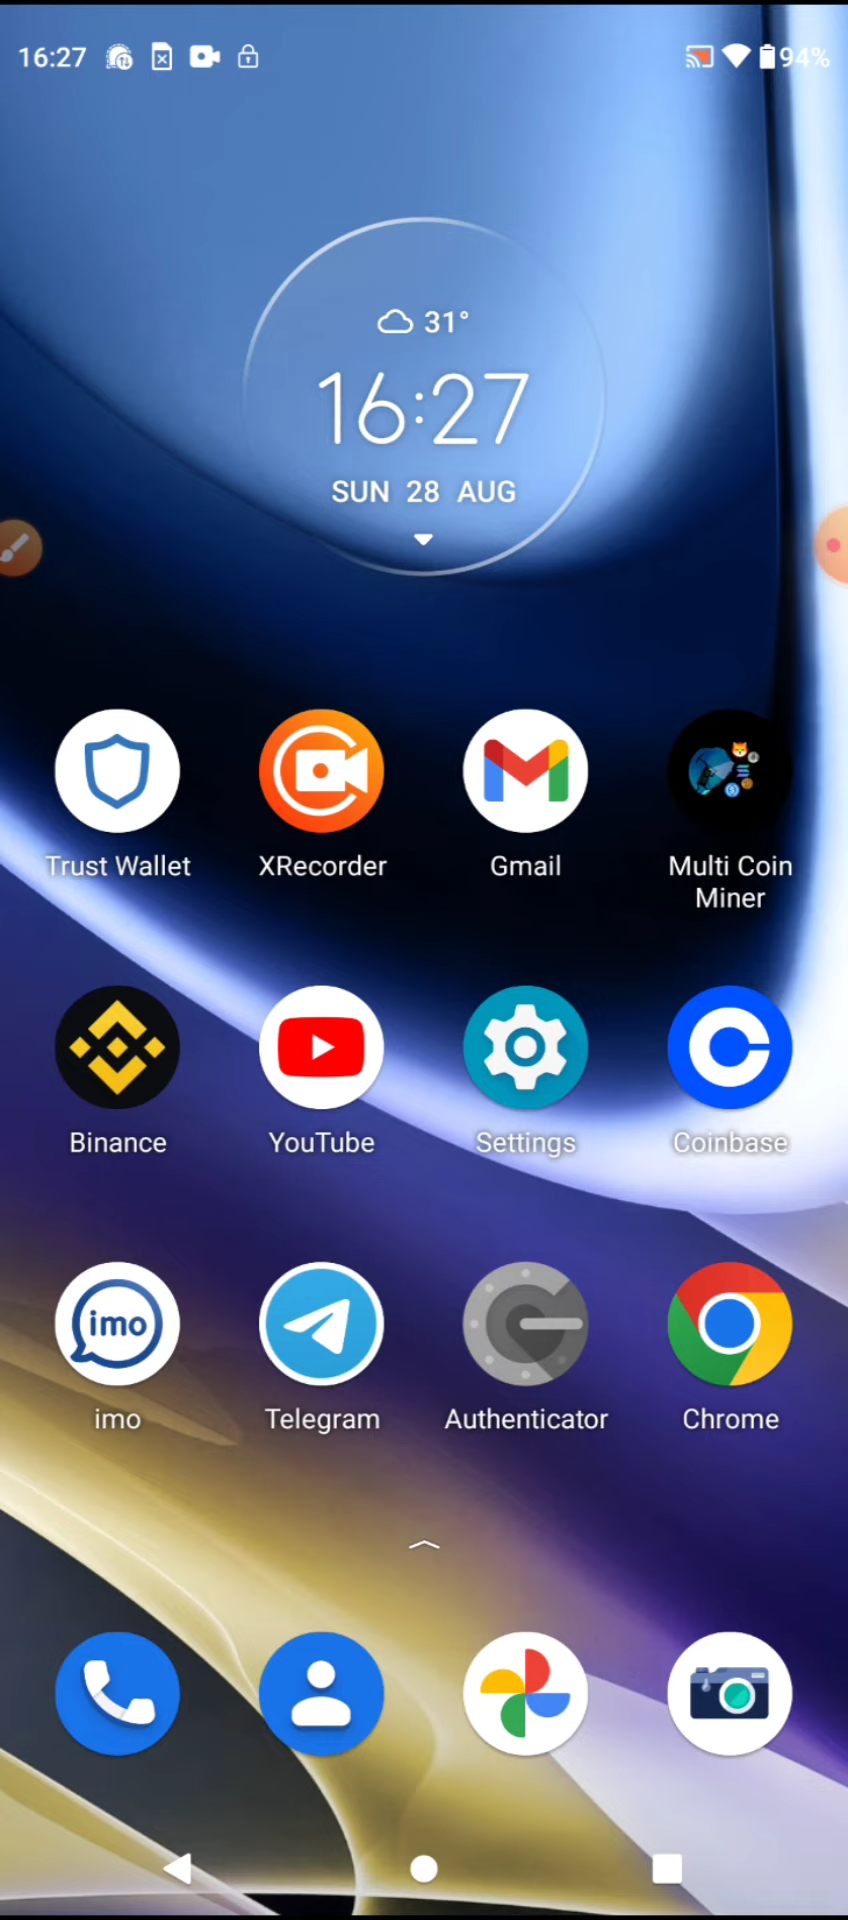 16:27
94%
31°
16:27
SUN 28 AUG
Trust Wallet
XRecorder
Gmail
Multi Coin
Miner
Binance
YouTube
Settings
Coinbase
imo
imo
Telegram
Authenticator
Chrome